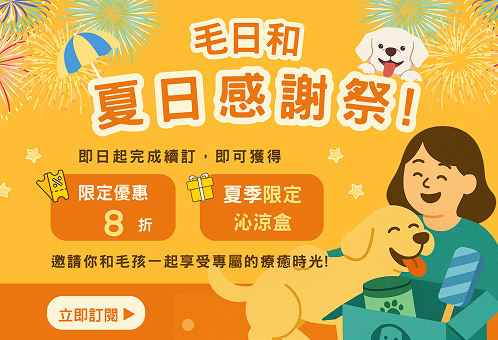 毛日和
夏日感謝祭!
即日起完成續訂，即可獲得
限定優惠
8 折
夏季限定
沁涼盒
邀請你和毛孩一起享受專屬的療癒時光!
立即訂閱 ▶